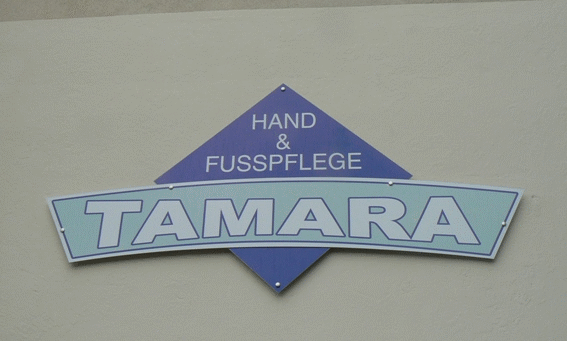 HAND
&
FUSSPFLEGE
TAMARA